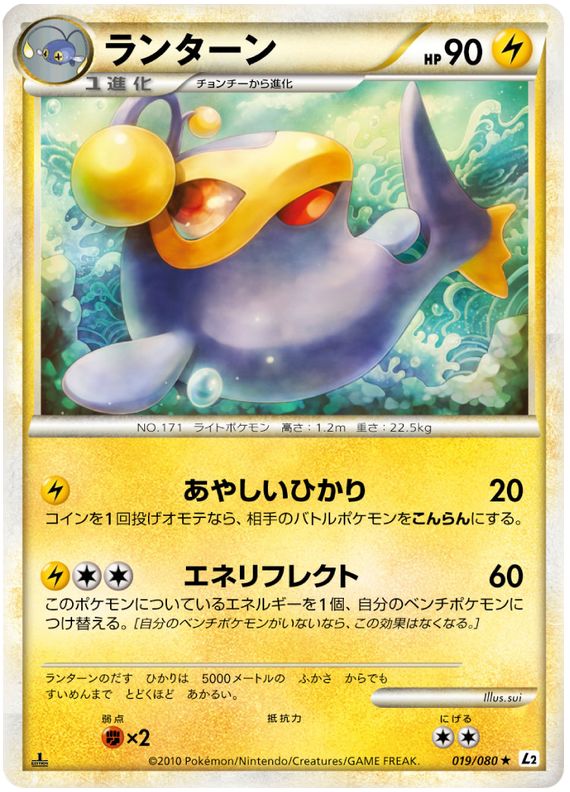 ランターン
HP 90
1進化
チョンチーから進化
NO.171 ライトポケモン 高さ:1.2m 重さ:22.5kg
あやしいひかり 20
コインを1回投げオモテなら、相手のバトルポケモンをこんらんにする。
エネリフレクト 60
このポケモンについているエネルギーを1個、自分のベンチポケモンに
つけ替える。[自分のベンチポケモンがいないなら、この効果はなくなる。]
ランターンのだす ひかりは 5000メートルの ふかさ からでも
すいめんまで とどくほど あかるい。
Illus.sui
弱点 抵抗力 にげる
×2
1 EDITION
©2010 Pokémon/Nintendo/Creatures/GAME FREAK.
019/080 ★ L2